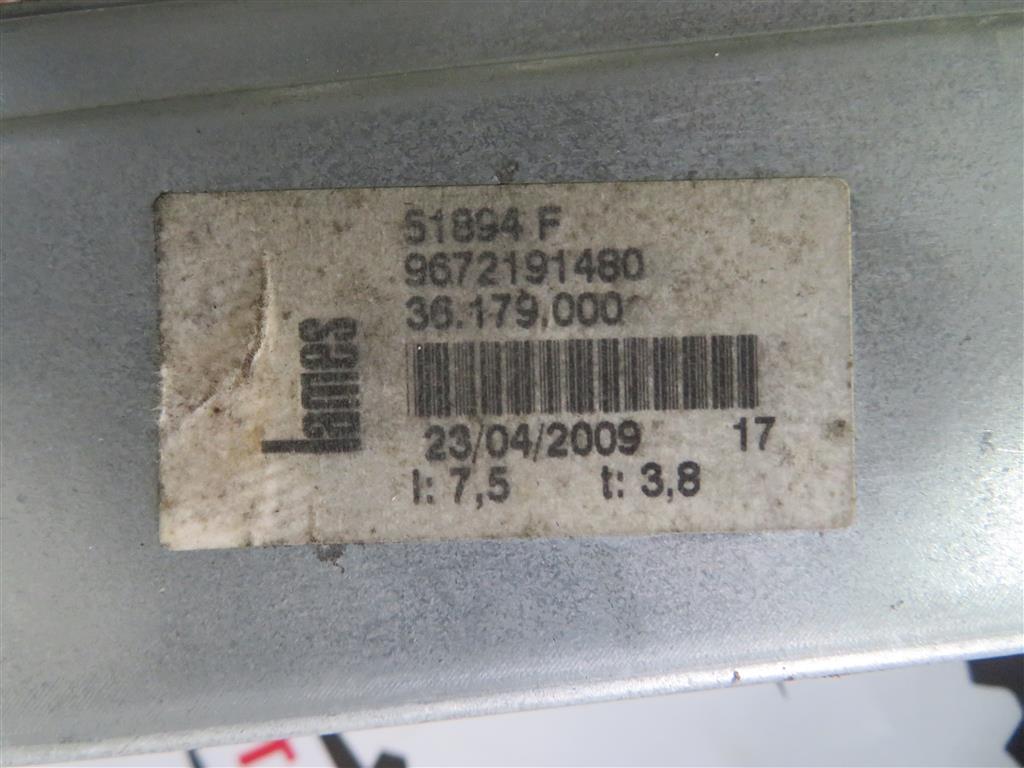 51894 F
9672191480
36.179.000
Lames
23/04/2009 17
I: 7,5 t: 3,8